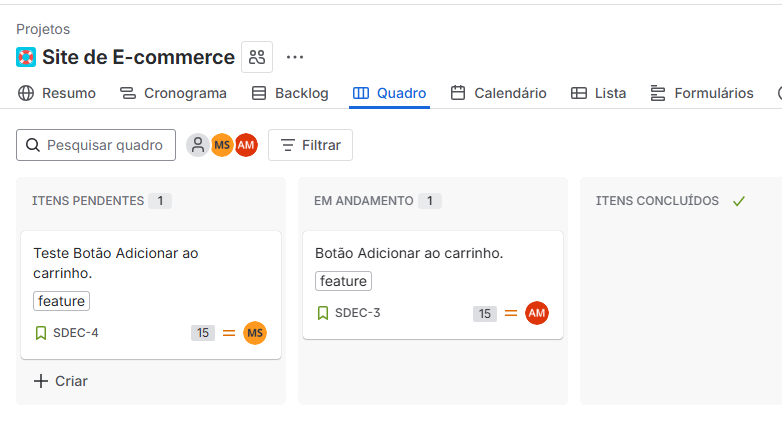 Projetos
Site de E-commerce
Resumo
Cronograma
Backlog
Quadro
Calendário
Lista
Formulários
Pesquisar quadro
MS
AM
Filtrar
ITENS PENDENTES 1
EM ANDAMENTO 1
ITENS CONCLUÍDOS
Teste Botão Adicionar ao
carrinho.
feature
SDEC-4
15
MS
Criar
Botão Adicionar ao carrinho.
feature
SDEC-3
15
AM